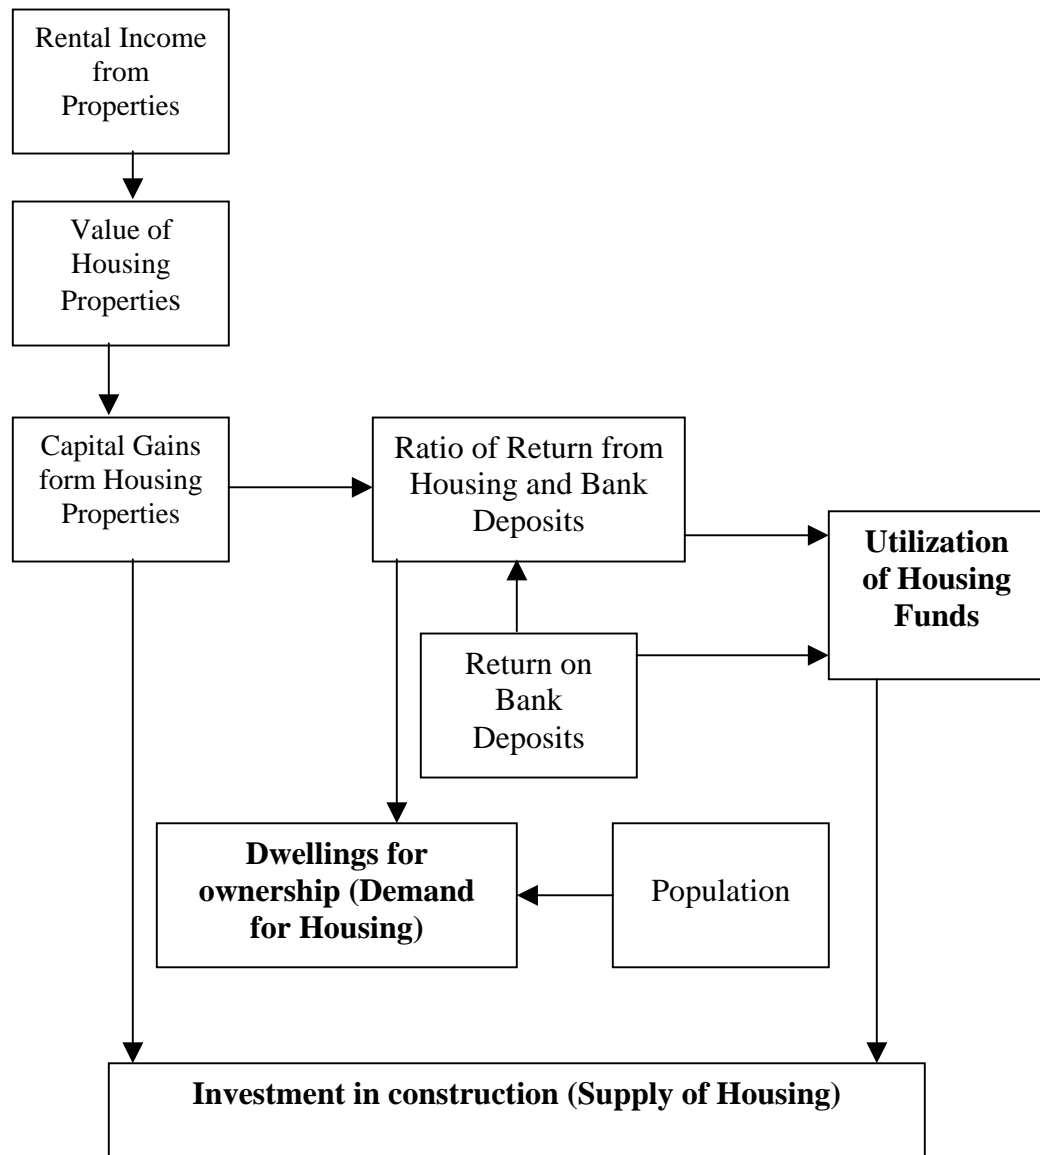 Rental Income
from
Properties
Value of
Housing
Properties
Capital Gains
form Housing
Properties
Ratio of Return from
Housing and Bank
Deposits
Utilization
of Housing
Funds
Return on
Bank
Deposits
Dwellings for
ownership (Demand
for Housing)
Population
Investment in construction (Supply of Housing)